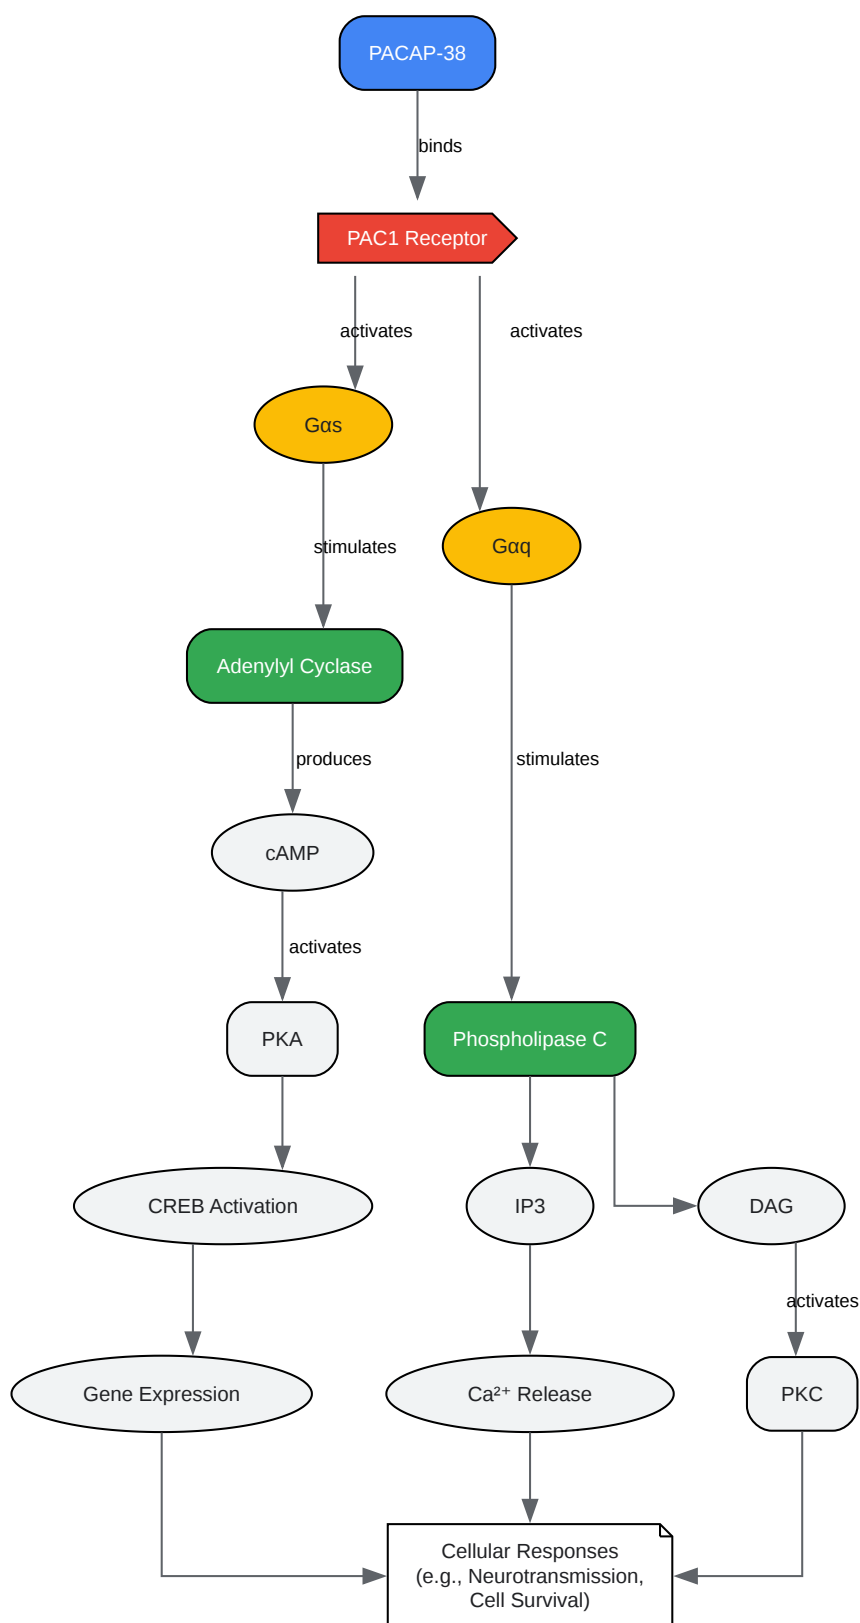 PACAP-38
binds
PAC1 Receptor
activates
activates
Gαs
stimulates
Gαq
Adenylyl Cyclase
produces
stimulates
cAMP
activates
PKA
Phospholipase C
CREB Activation
IP3
DAG
activates
Gene Expression
Ca²⁺ Release
PKC
Cellular Responses
(e.g., Neurotransmission,
Cell Survival)